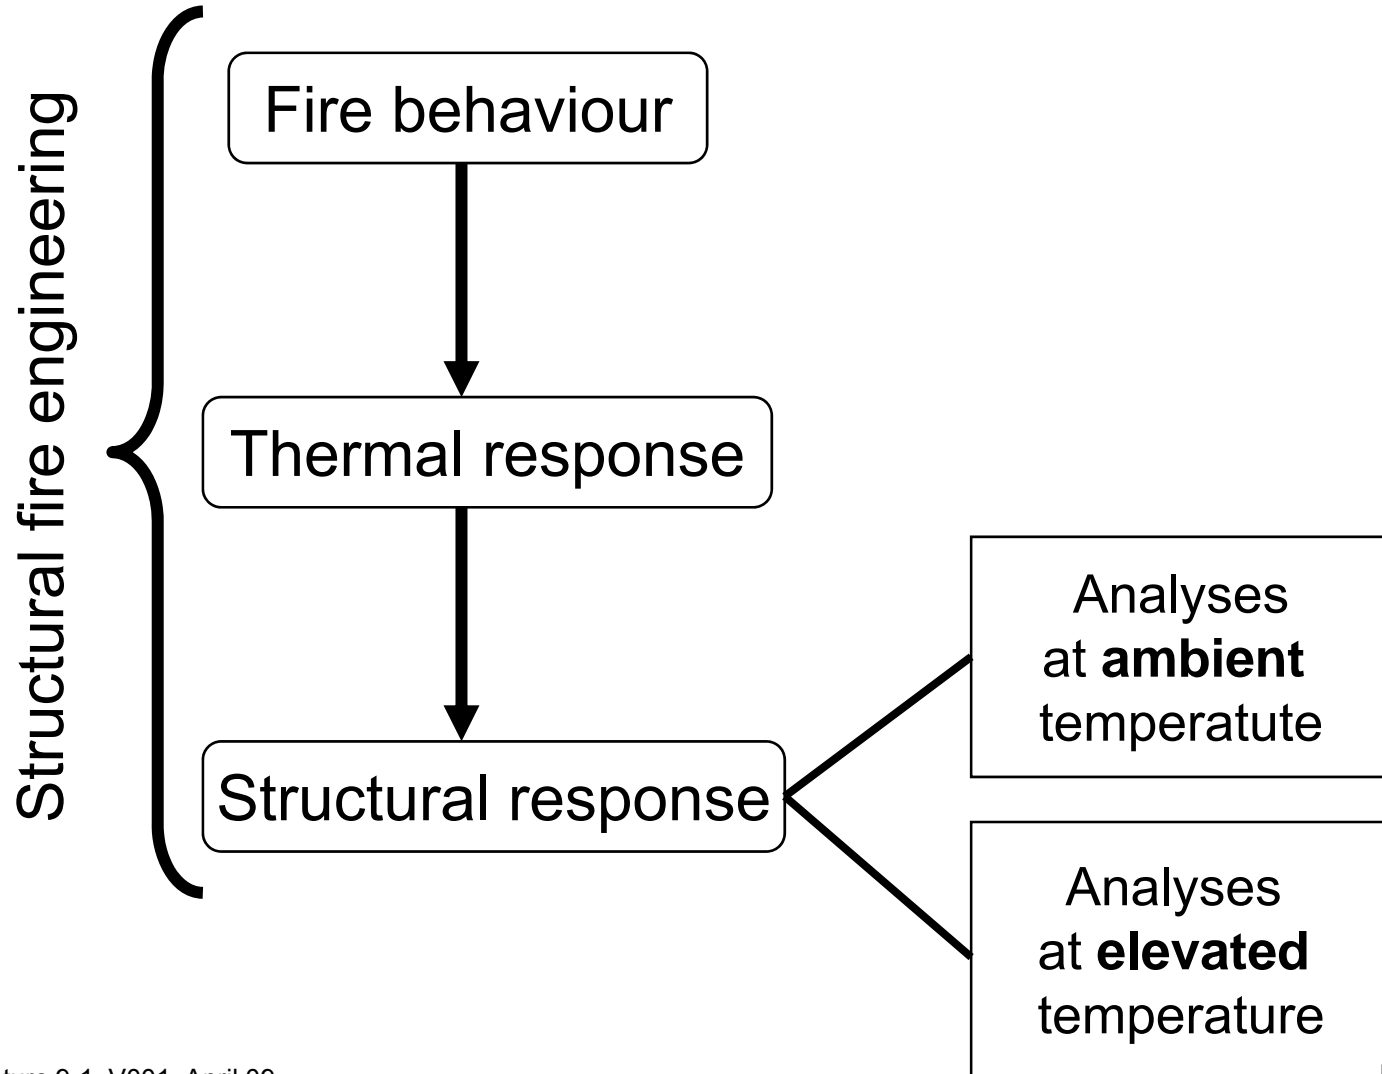 Structural fire engineering
Fire behaviour
Thermal response
Structural response
Analyses
at ambient
temperatute
Analyses
at elevated
temperature